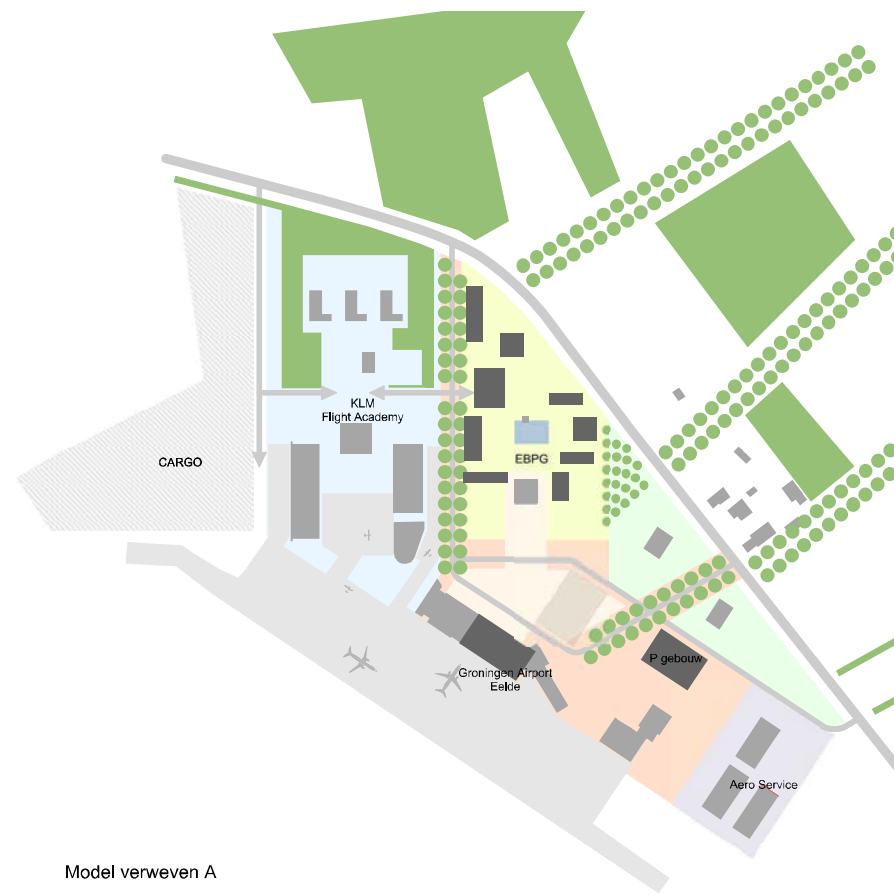 KLM
Flight Academy
CARGO
EBPG
P gebouw
Groningen Airport
Eelde
Aero Service
Model verweven A